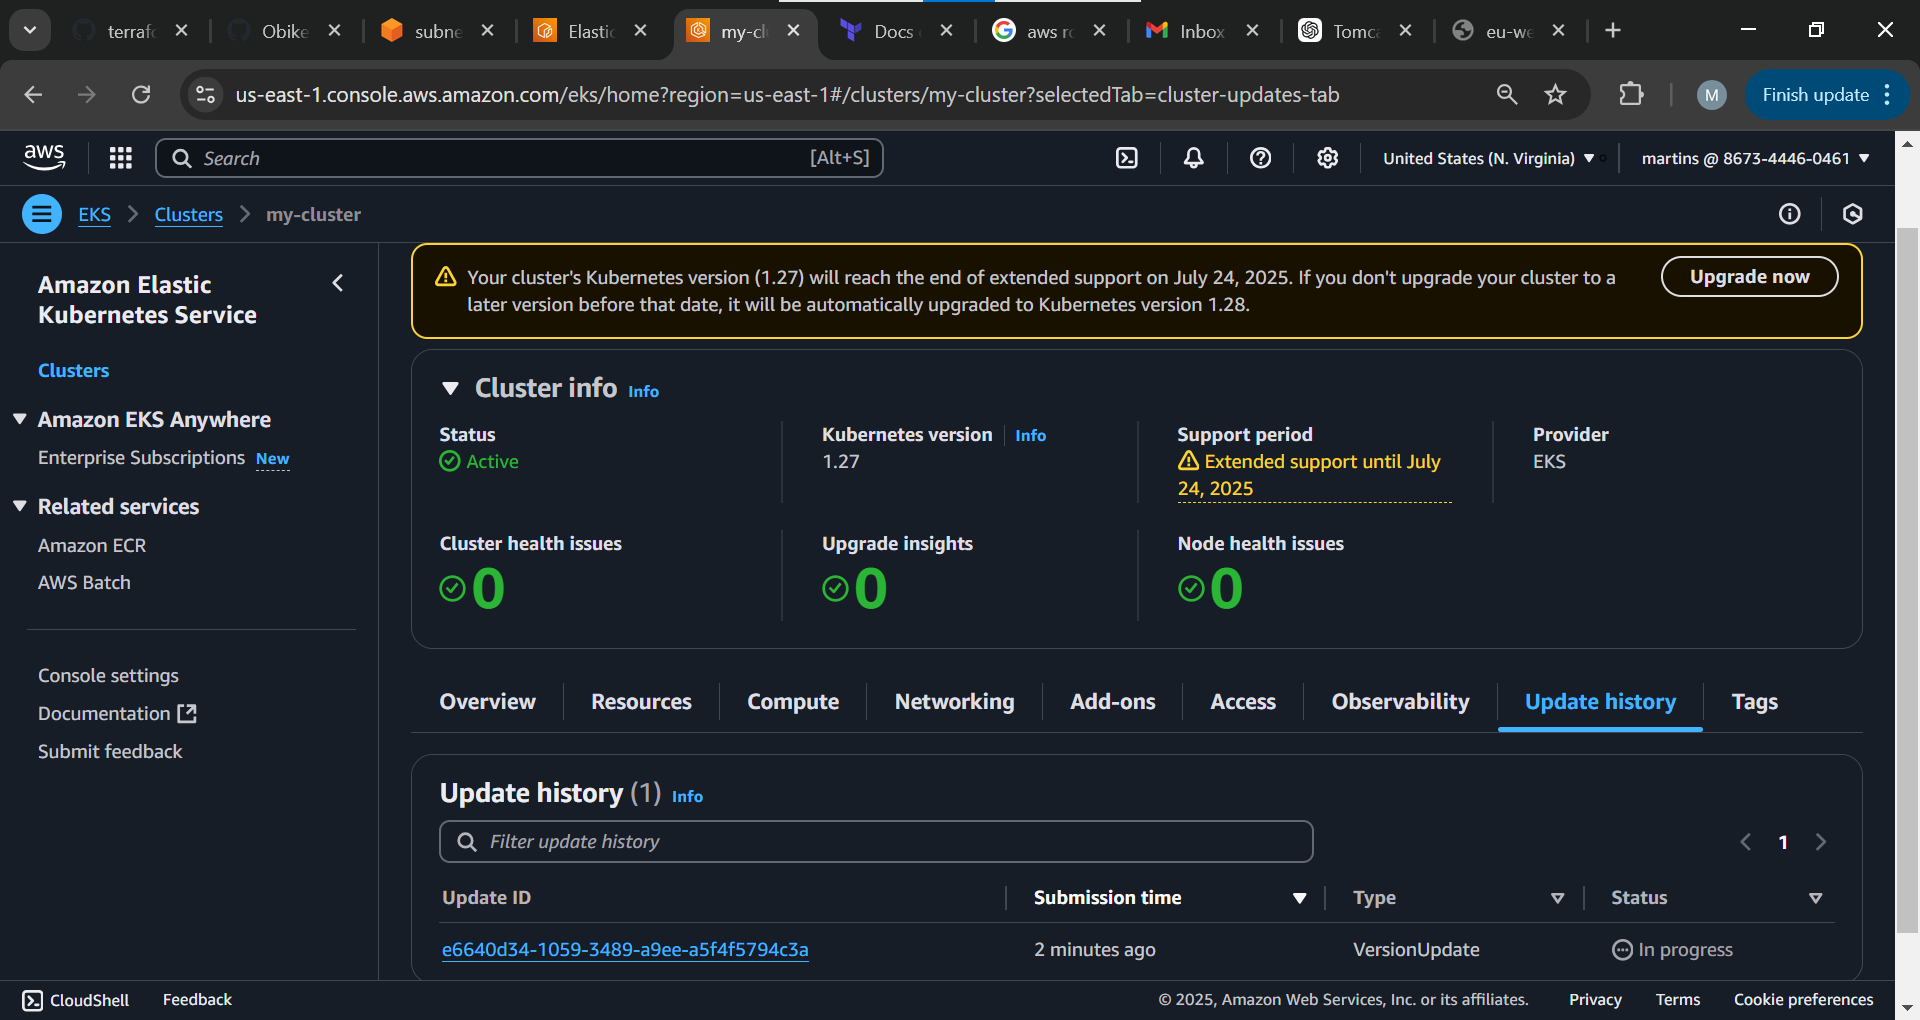 terrafo
Obike
subne
Elastic
my-cl
Docs
aws ro
Inbox
Tomca
eu-we
us-east-1.console.aws.amazon.com/eks/home?region=us-east-1#/clusters/my-cluster?selectedTab=cluster-updates-tab
M
Finish update
aws
Search
[Alt+S]
United States (N. Virginia)
martins @ 8673-4446-0461
EKS
Clusters
my-cluster
Amazon Elastic
Kubernetes Service
Clusters
Amazon EKS Anywhere
Enterprise Subscriptions New
Related services
Amazon ECR
AWS Batch
Console settings
Documentation
Submit feedback
Your cluster's Kubernetes version (1.27) will reach the end of extended support on July 24, 2025. If you don't upgrade your cluster to a
later version before that date, it will be automatically upgraded to Kubernetes version 1.28.
Upgrade now
Cluster info Info
Status
Active
Kubernetes version Info
1.27
Support period
Extended support until July
24, 2025
Provider
EKS
Cluster health issues
0
Upgrade insights
0
Node health issues
0
Overview
Resources
Compute
Networking
Add-ons
Access
Observability
Update history
Tags
Update history (1) Info
Filter update history
1
Update ID
Submission time
Type
Status
e6640d34-1059-3489-a9ee-a5f4f5794c3a
2 minutes ago
VersionUpdate
In progress
CloudShell
Feedback
© 2025, Amazon Web Services, Inc. or its affiliates.
Privacy
Terms
Cookie preferences